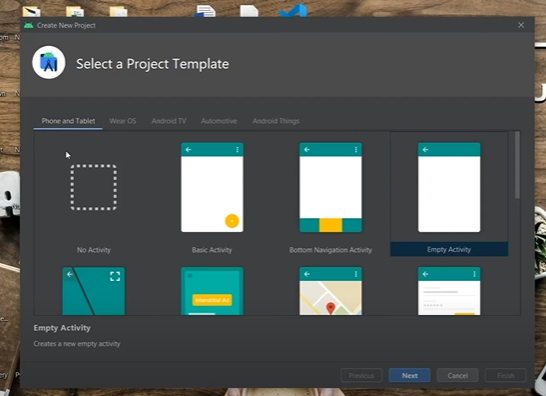 Create New Project
Select a Project Template
Phone and Tablet
Wear OS
Android TV
Automotive
Android Things
No Activity
Basic Activity
Bottom Navigation Activity
Empty Activity
Interstitial Ad
Empty Activity
Creates a new empty activity
Previous
Next
Cancel
Finish